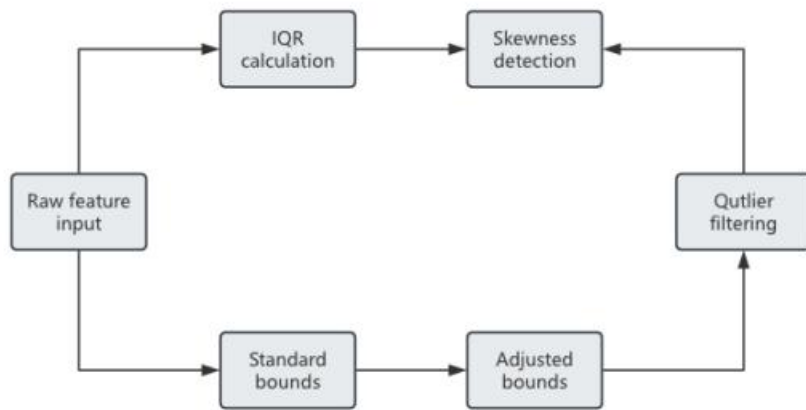 IQR
calculation
Skewness
detection
Raw feature
input
Qutlier
filtering
Standard
bounds
Adjusted
bounds